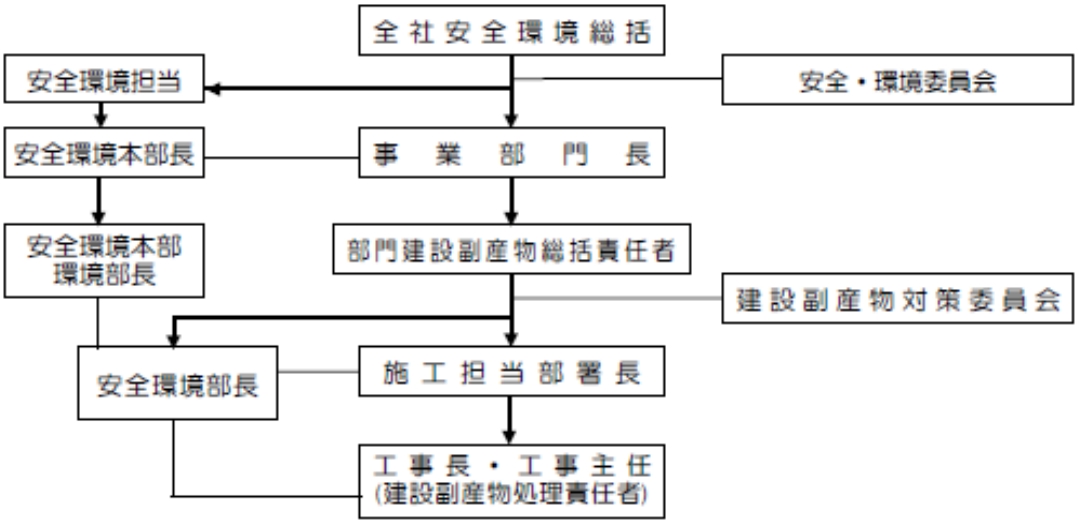 全社安全環境総括
安全環境担当
安全・環境委員会
安全環境本部長
事業部門長
安全環境本部
環境部長
部門建設副産物総括責任者
建設副産物対策委員会
安全環境部長
施工担当部署長
工事長・工事主任
(建設副産物処理責任者)